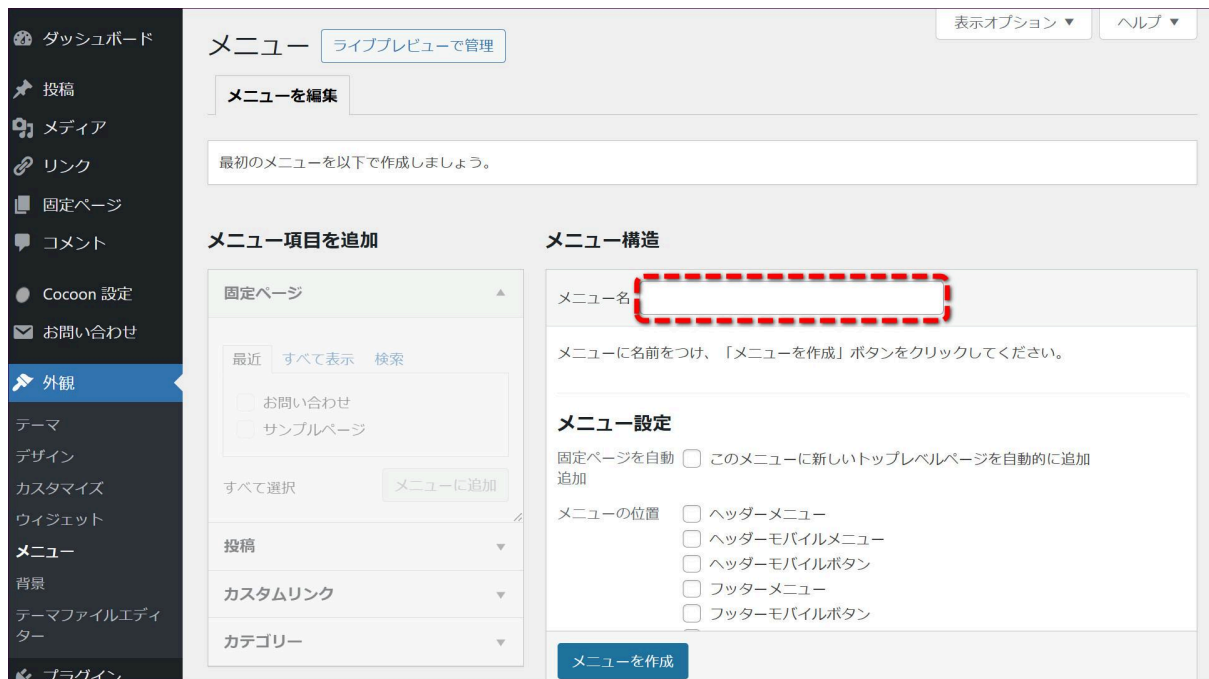 表示オプション ▼
ヘルプ ▼
ダッシュボード
投稿
メディア
リンク
固定ページ
コメント
Cocoon 設定
お問い合わせ
外観
テーマ
デザイン
カスタマイズ
ウィジェット
メニュー
背景
テーマファイルエディ
ター
プラグイン
メニュー
ライブプレビューで管理
メニューを編集
最初のメニューを以下で作成しましょう。
メニュー項目を追加
固定ページ ▲
最近 すべて表示 検索
お問い合わせ
サンプルページ
すべて選択
メニューに追加
投稿 ▼
カスタムリンク ▼
カテゴリー ▼
メニュー構造
メニュー名
メニューに名前をつけ、「メニューを作成」ボタンをクリックしてください。
メニュー設定
固定ページを自動
追加
このメニューに新しいトップレベルページを自動的に追加
メニューの位置
ヘッダーメニュー
ヘッダーモバイルメニュー
ヘッダーモバイルボタン
フッターメニュー
フッターモバイルボタン
メニューを作成